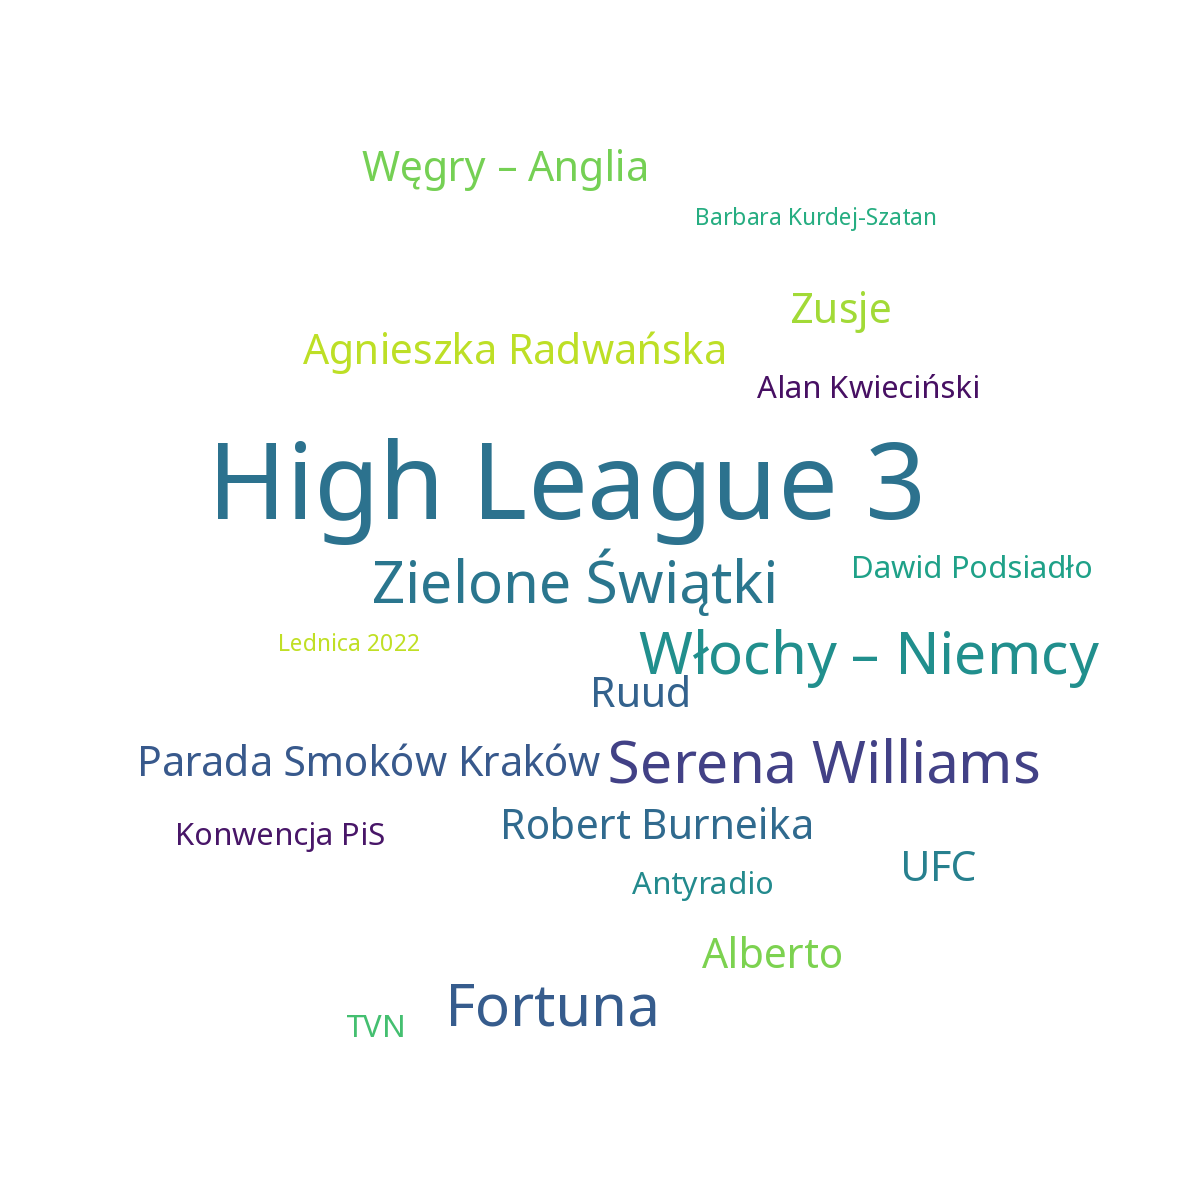 Węgry – Anglia
Barbara Kurdej-Szatan
Zusje
Agnieszka Radwańska
Alan Kwieciński
High League 3
Dawid Podsiadło
Zielone Świątki
Lednica 2022
Włochy – Niemcy
Ruud
Parada Smoków Kraków
Serena Williams
Robert Burneika
Konwencja PiS
UFC
Antyradio
Alberto
Fortuna
TVN